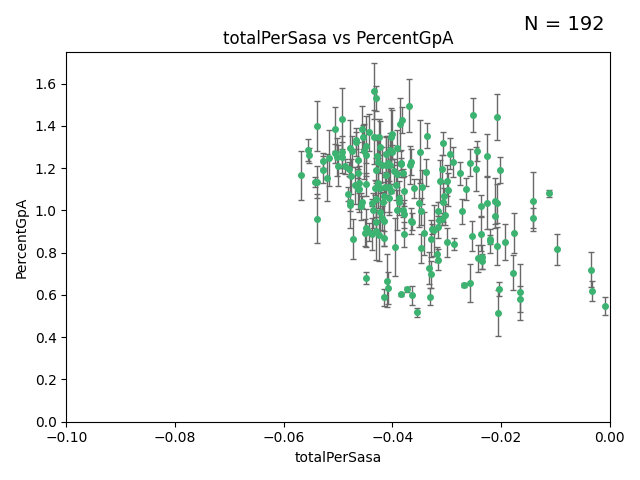 N = 192
totalPerSasa vs PercentGpA
PercentGpA
1.6
1.4
1.2
1.0
0.8
0.6
0.4
0.2
0.0
−0.10 −0.08 −0.06 −0.04 −0.02 0.00
totalPerSasa